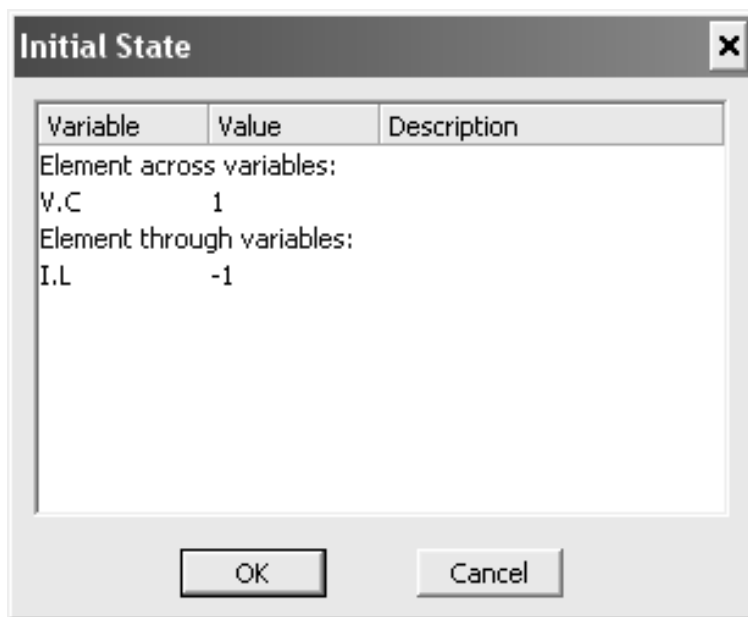 Initial State
Variable Value Description
Element across variables:
V.C 1
Element through variables:
I.L -1
OK Cancel